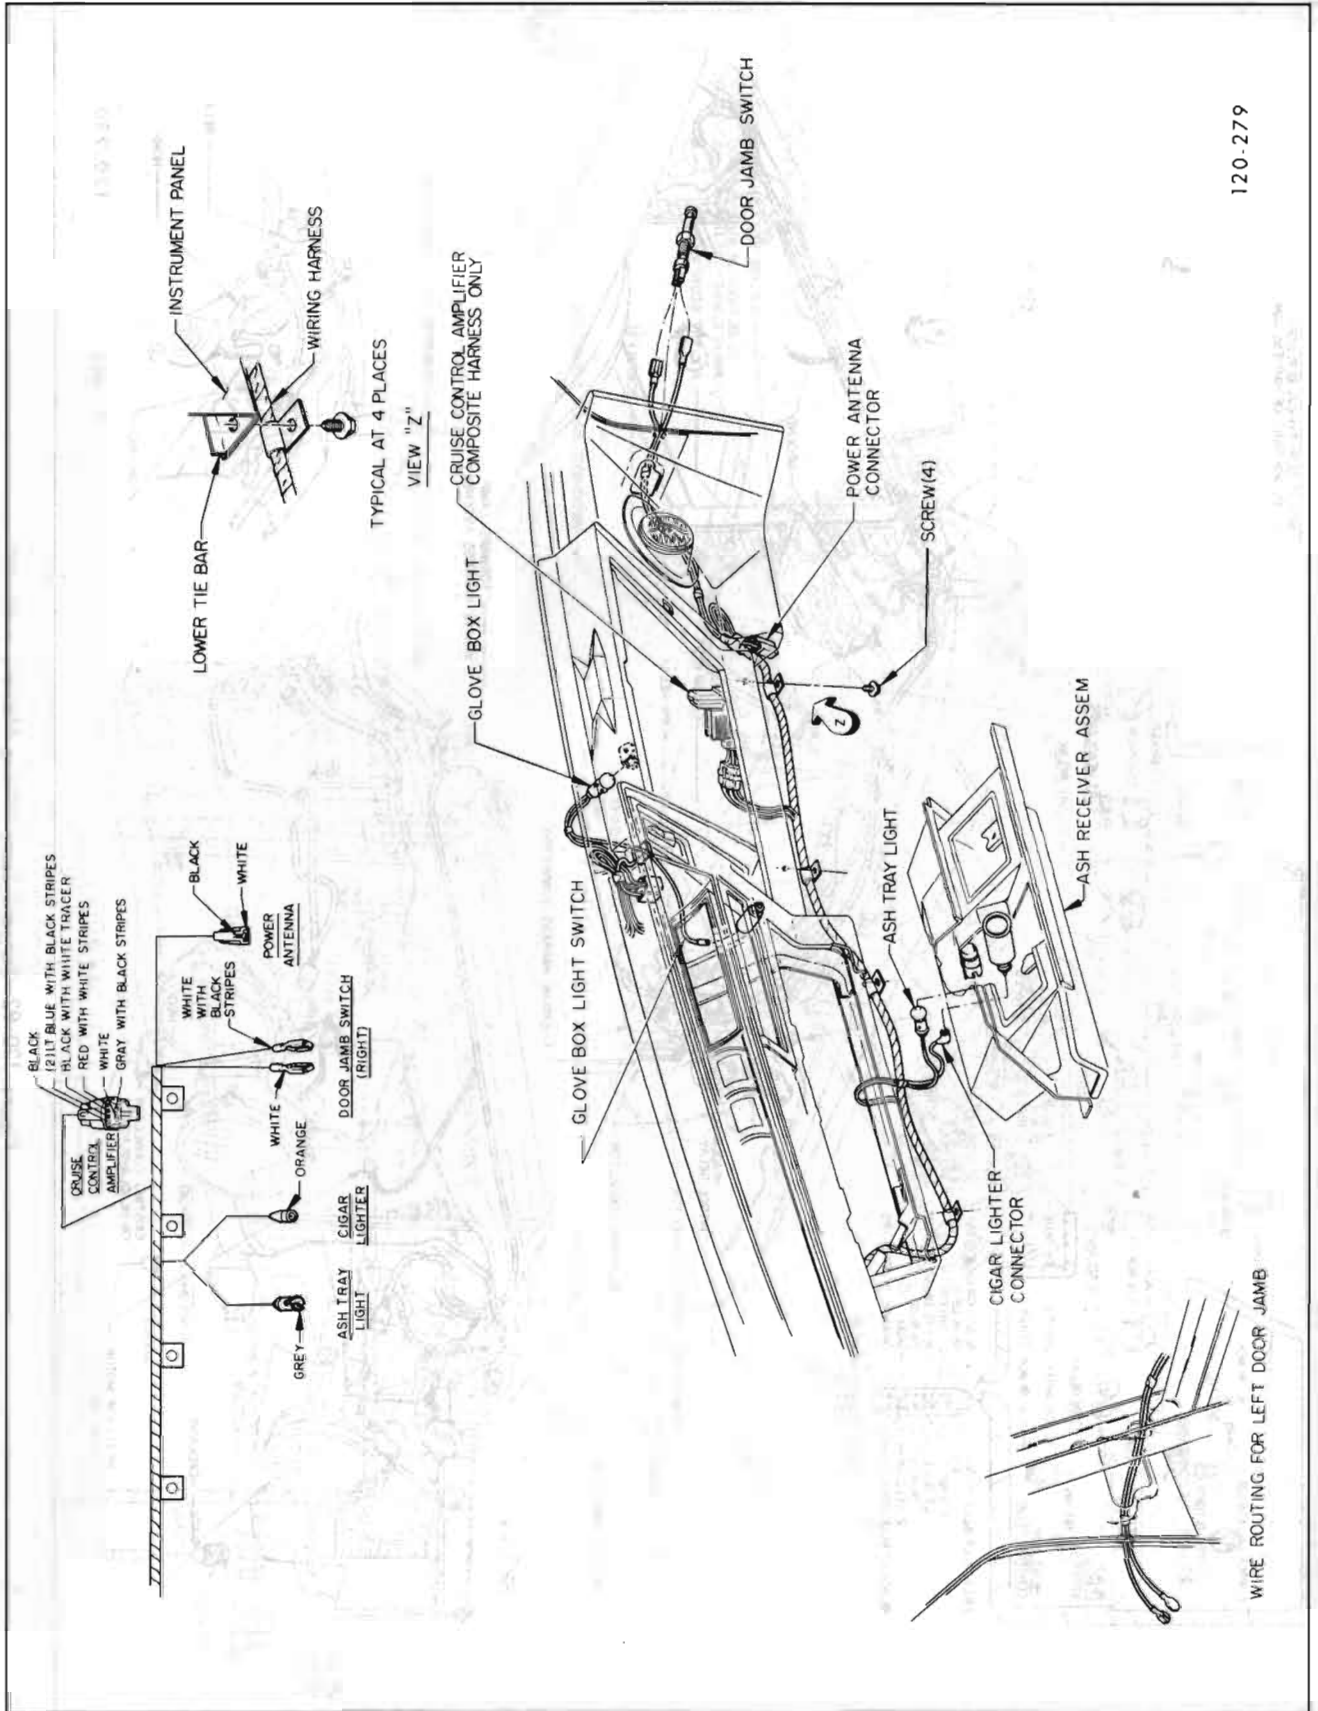 BLACK
(2) LT BLUE WITH BLACK STRIPES
BLACK WITH WHITE TRACER
RED WITH WHITE STRIPES
WHITE
GRAY WITH BLACK STRIPES
CRUISE
CONTROL
AMPLIFIER
BLACK
WHITE
POWER
ANTENNA
WHITE
WITH
BLACK
STRIPES
WHITE
DOOR JAMB SWITCH
(RIGHT)
ORANGE
CIGAR
LIGHTER
GREY
ASH TRAY
LIGHT
INSTRUMENT PANEL
LOWER TIE BAR
WIRING HARNESS
TYPICAL AT 4 PLACES
VIEW "Z"
CRUISE CONTROL AMPLIFIER
COMPOSITE HARNESS ONLY
GLOVE BOX LIGHT
GLOVE BOX LIGHT SWITCH
DOOR JAMB SWITCH
POWER ANTENNA
CONNECTOR
SCREW(4)
Z
ASH TRAY LIGHT
ASH RECEIVER ASSEM
CIGAR LIGHTER
CONNECTOR
WIRE ROUTING FOR LEFT DOOR JAMB
120-279